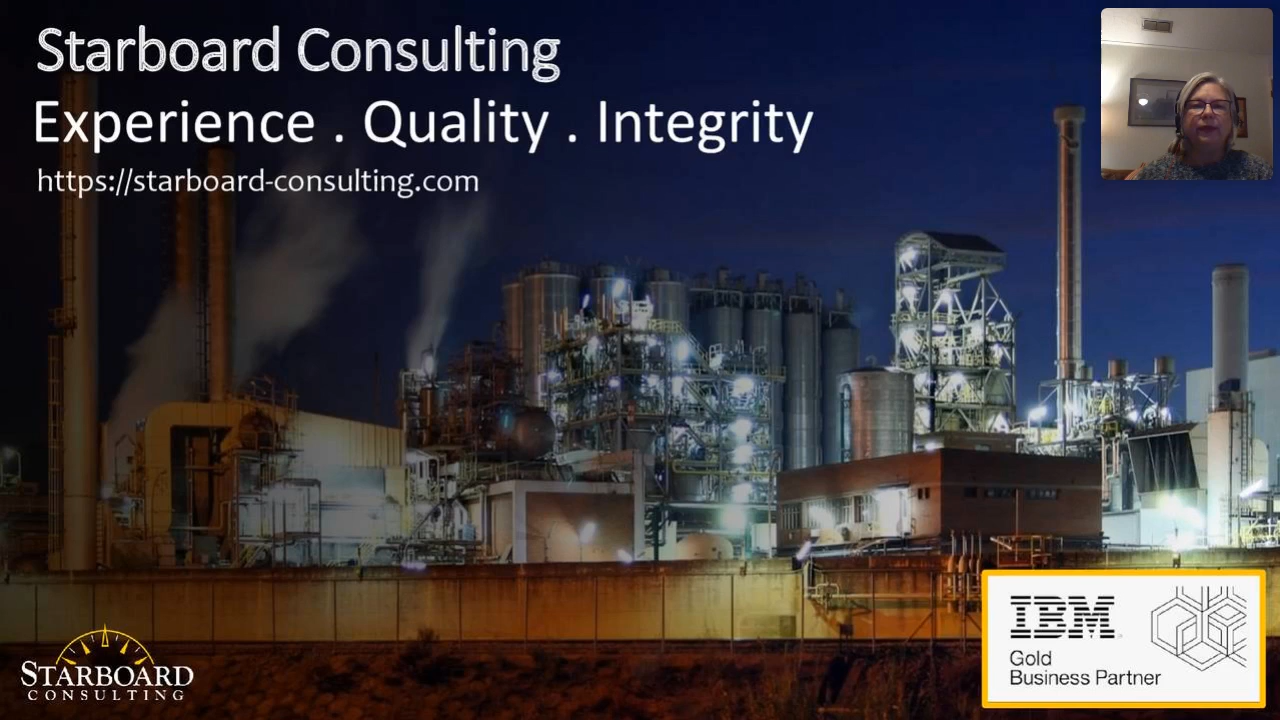 Starboard Consulting
Experience . Quality . Integrity
https://starboard-consulting.com
IBM
Gold
Business Partner
STARBOARD
CONSULTING